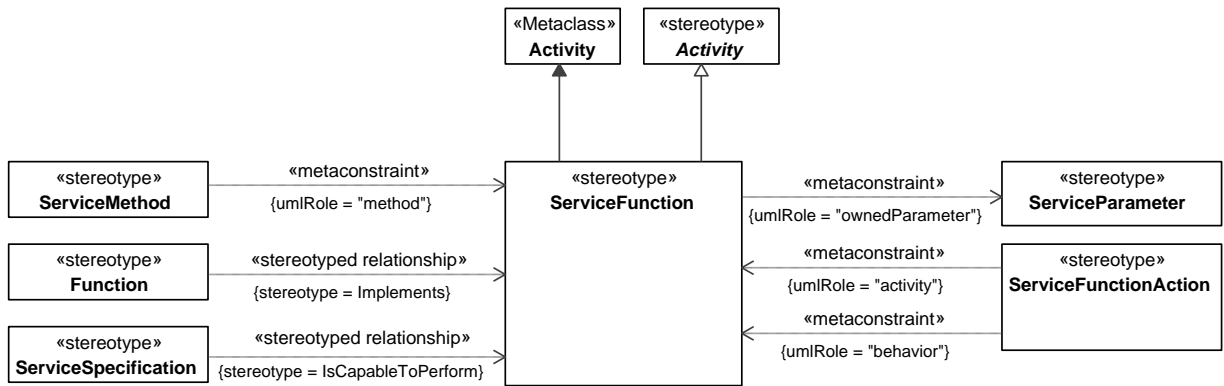 «Metaclass»
Activity
«stereotype»
Activity
«stereotype»
ServiceMethod
«metaconstraint»
{umlRole = "method"}
«stereotype»
Function
«stereotyped relationship»
{stereotype = Implements}
«stereotype»
ServiceSpecification
«stereotyped relationship»
{stereotype = IsCapableToPerform}
«stereotype»
ServiceFunction
«metaconstraint»
{umlRole = "ownedParameter"}
«stereotype»
ServiceParameter
«metaconstraint»
{umlRole = "activity"}
«stereotype»
ServiceFunctionAction
«metaconstraint»
{umlRole = "behavior"}